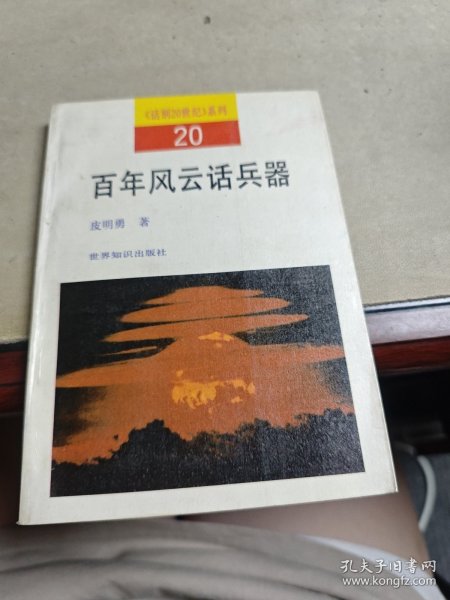 《话别20世纪》系列
20
百年风云话兵器
皮明勇 著
世界知识出版社
孔夫子旧书网
www.kongfz.com